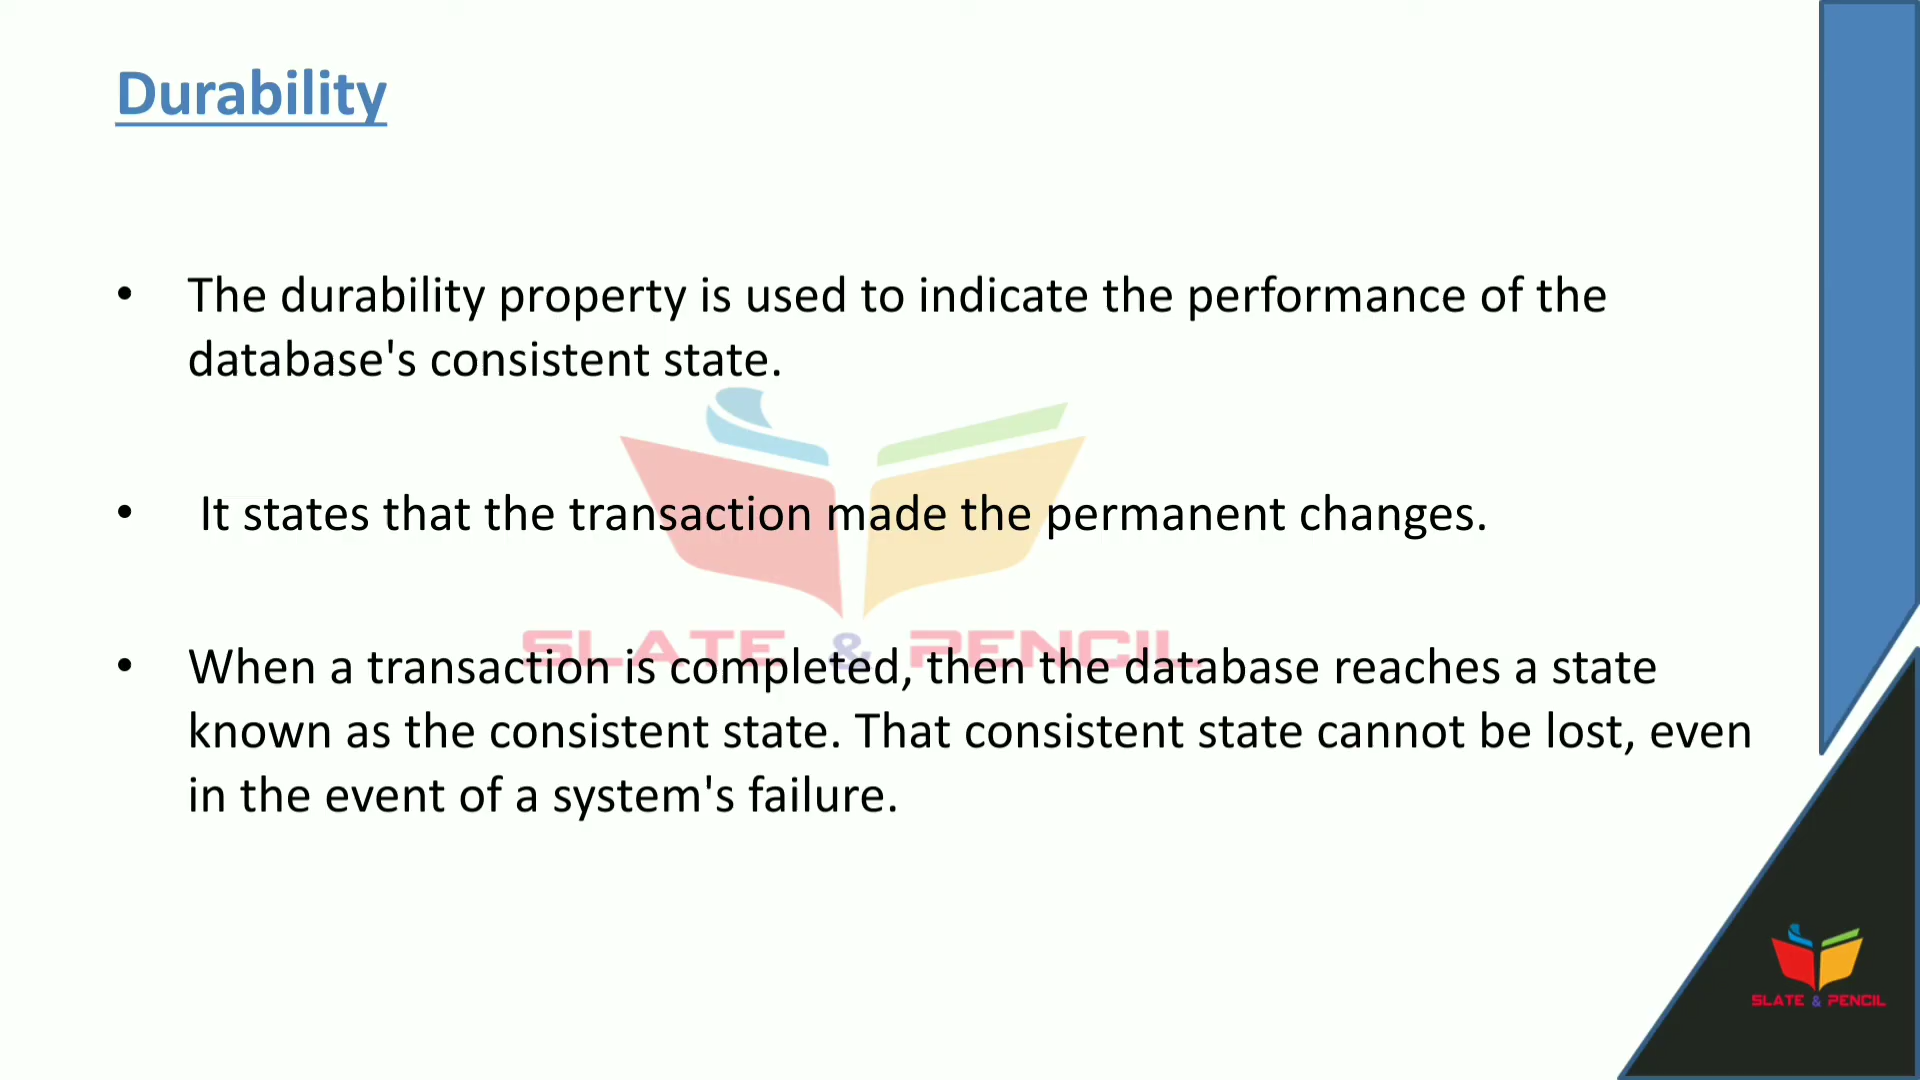 Durability
• The durability property is used to indicate the performance of the
database's consistent state.
• It states that the transaction made the permanent changes.
SLATE & PENCIL
• When a transaction is completed, then the database reaches a state
known as the consistent state. That consistent state cannot be lost, even
in the event of a system's failure.
SLATE & PENCIL